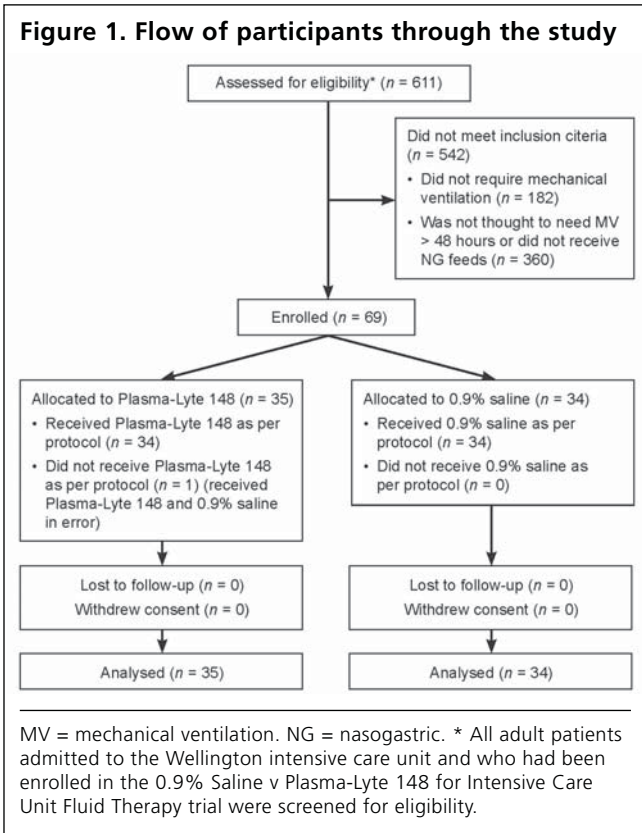 Figure 1. Flow of participants through the study
Assessed for eligibility* (n = 611)
Did not meet inclusion citeria
(n = 542)
• Did not require mechanical
ventilation (n = 182)
• Was not thought to need MV
> 48 hours or did not receive
NG feeds (n = 360)
Enrolled (n = 69)
Allocated to Plasma-Lyte 148 (n = 35)
• Received Plasma-Lyte 148 as per
protocol (n = 34)
• Did not receive Plasma-Lyte 148
as per protocol (n = 1) (received
Plasma-Lyte 148 and 0.9% saline
in error)
Allocated to 0.9% saline (n = 34)
• Received 0.9% saline as per
protocol (n = 34)
• Did not receive 0.9% saline as
per protocol (n = 0)
Lost to follow-up (n = 0)
Withdrew consent (n = 0)
Lost to follow-up (n = 0)
Withdrew consent (n = 0)
Analysed (n = 35)
Analysed (n = 34)
MV = mechanical ventilation. NG = nasogastric. * All adult patients
admitted to the Wellington intensive care unit and who had been
enrolled in the 0.9% Saline v Plasma-Lyte 148 for Intensive Care
Unit Fluid Therapy trial were screened for eligibility.